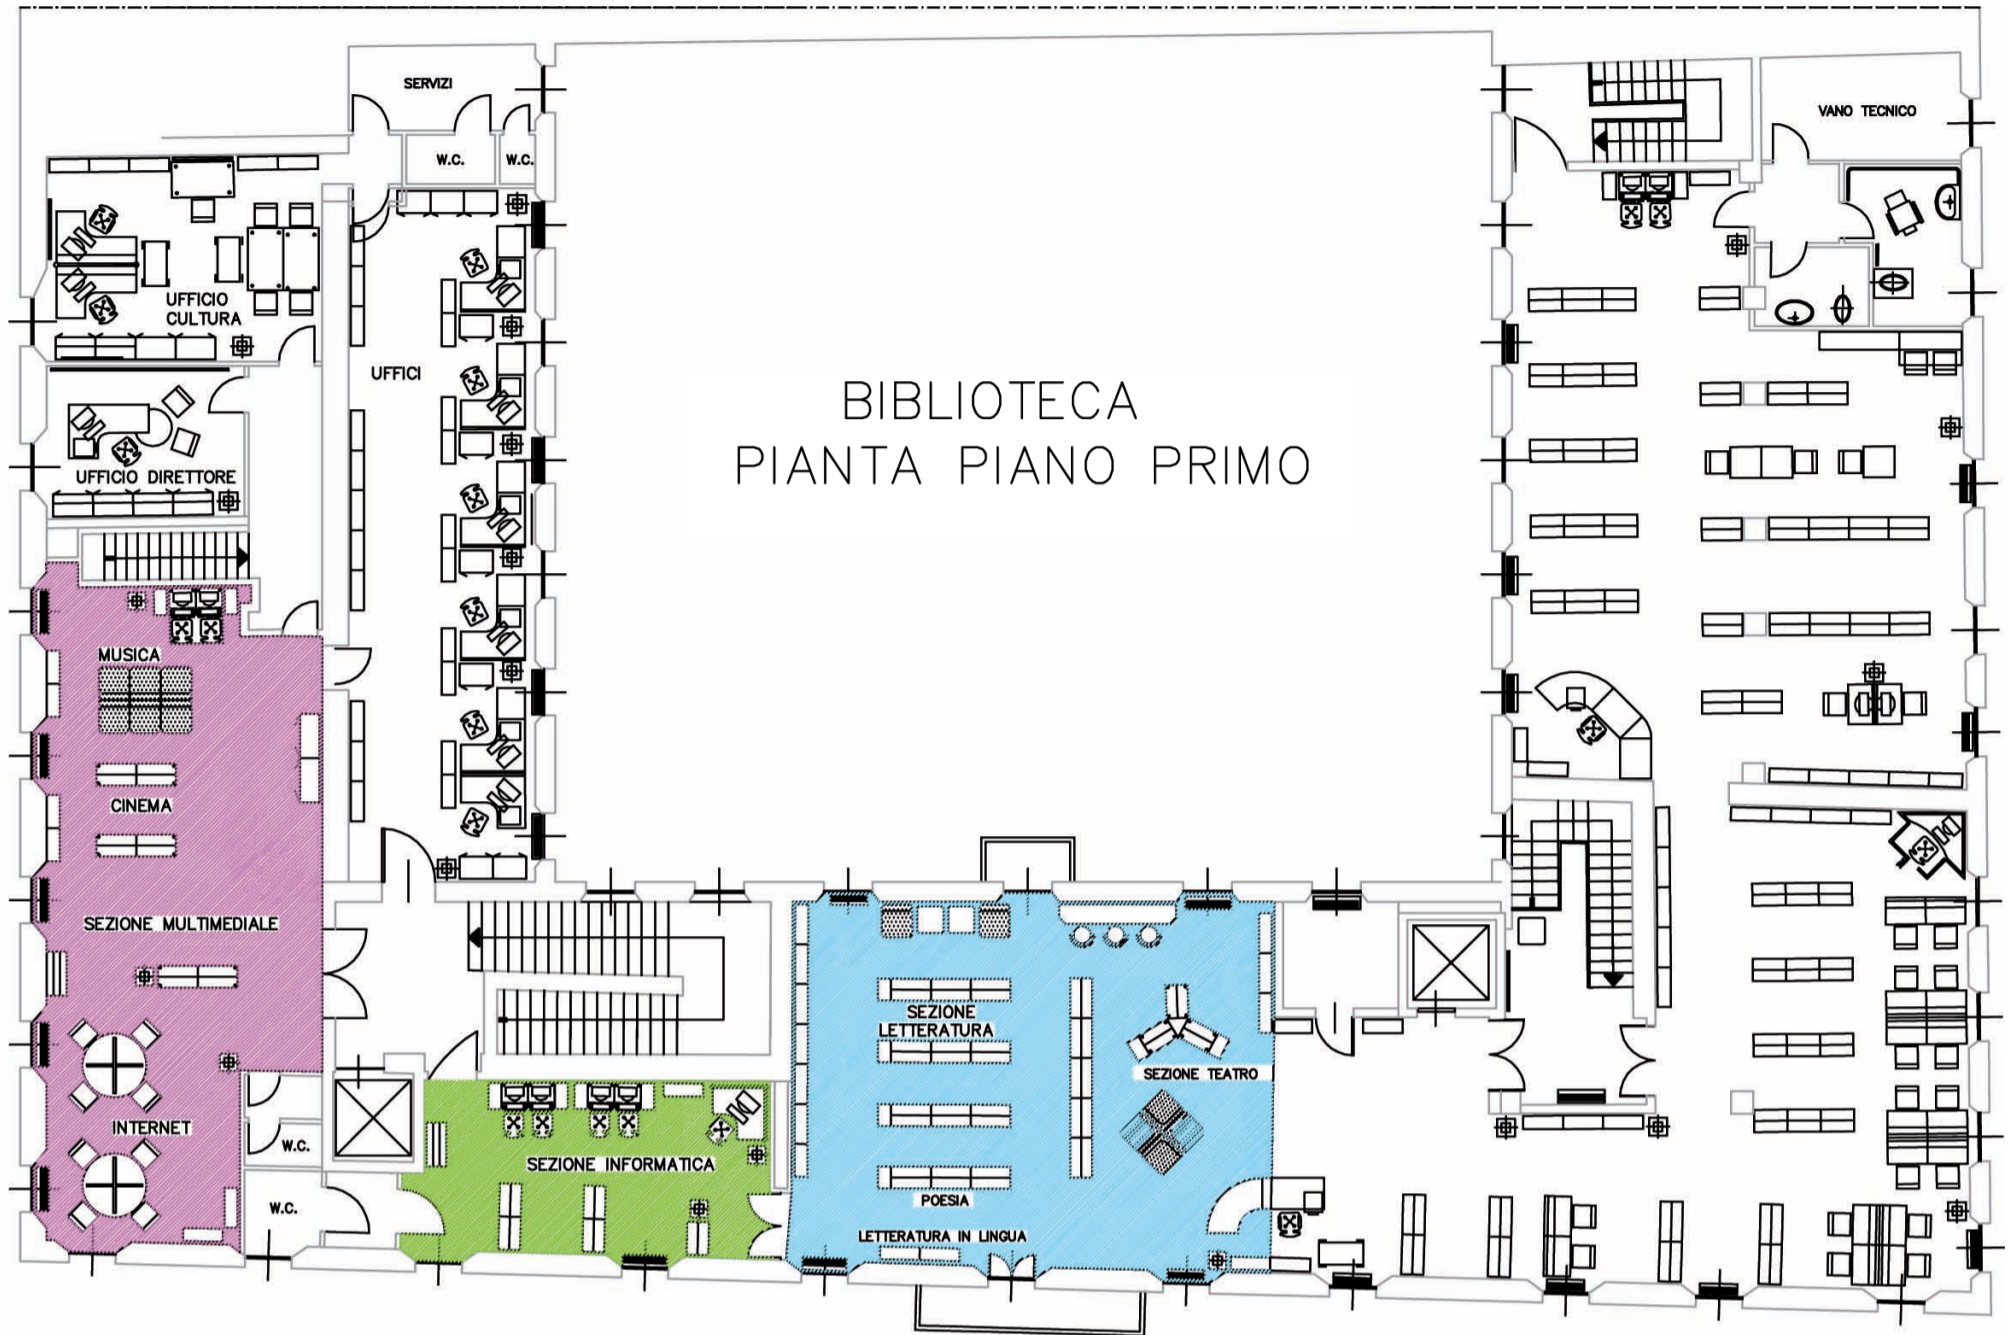 SERVIZI
VANO TECNICO
W.C.
W.C.
UFFICIO
CULTURA
UFFICI
BIBLIOTECA
PIANTA PIANO PRIMO
UFFICIO DIRETTORE
MUSICA
CINEMA
SEZIONE MULTIMEDIALE
SEZIONE
LETTERATURA
SEZIONE TEATRO
INTERNET
W.C.
SEZIONE INFORMATICA
POESIA
W.C.
LETTERATURA IN LINGUA